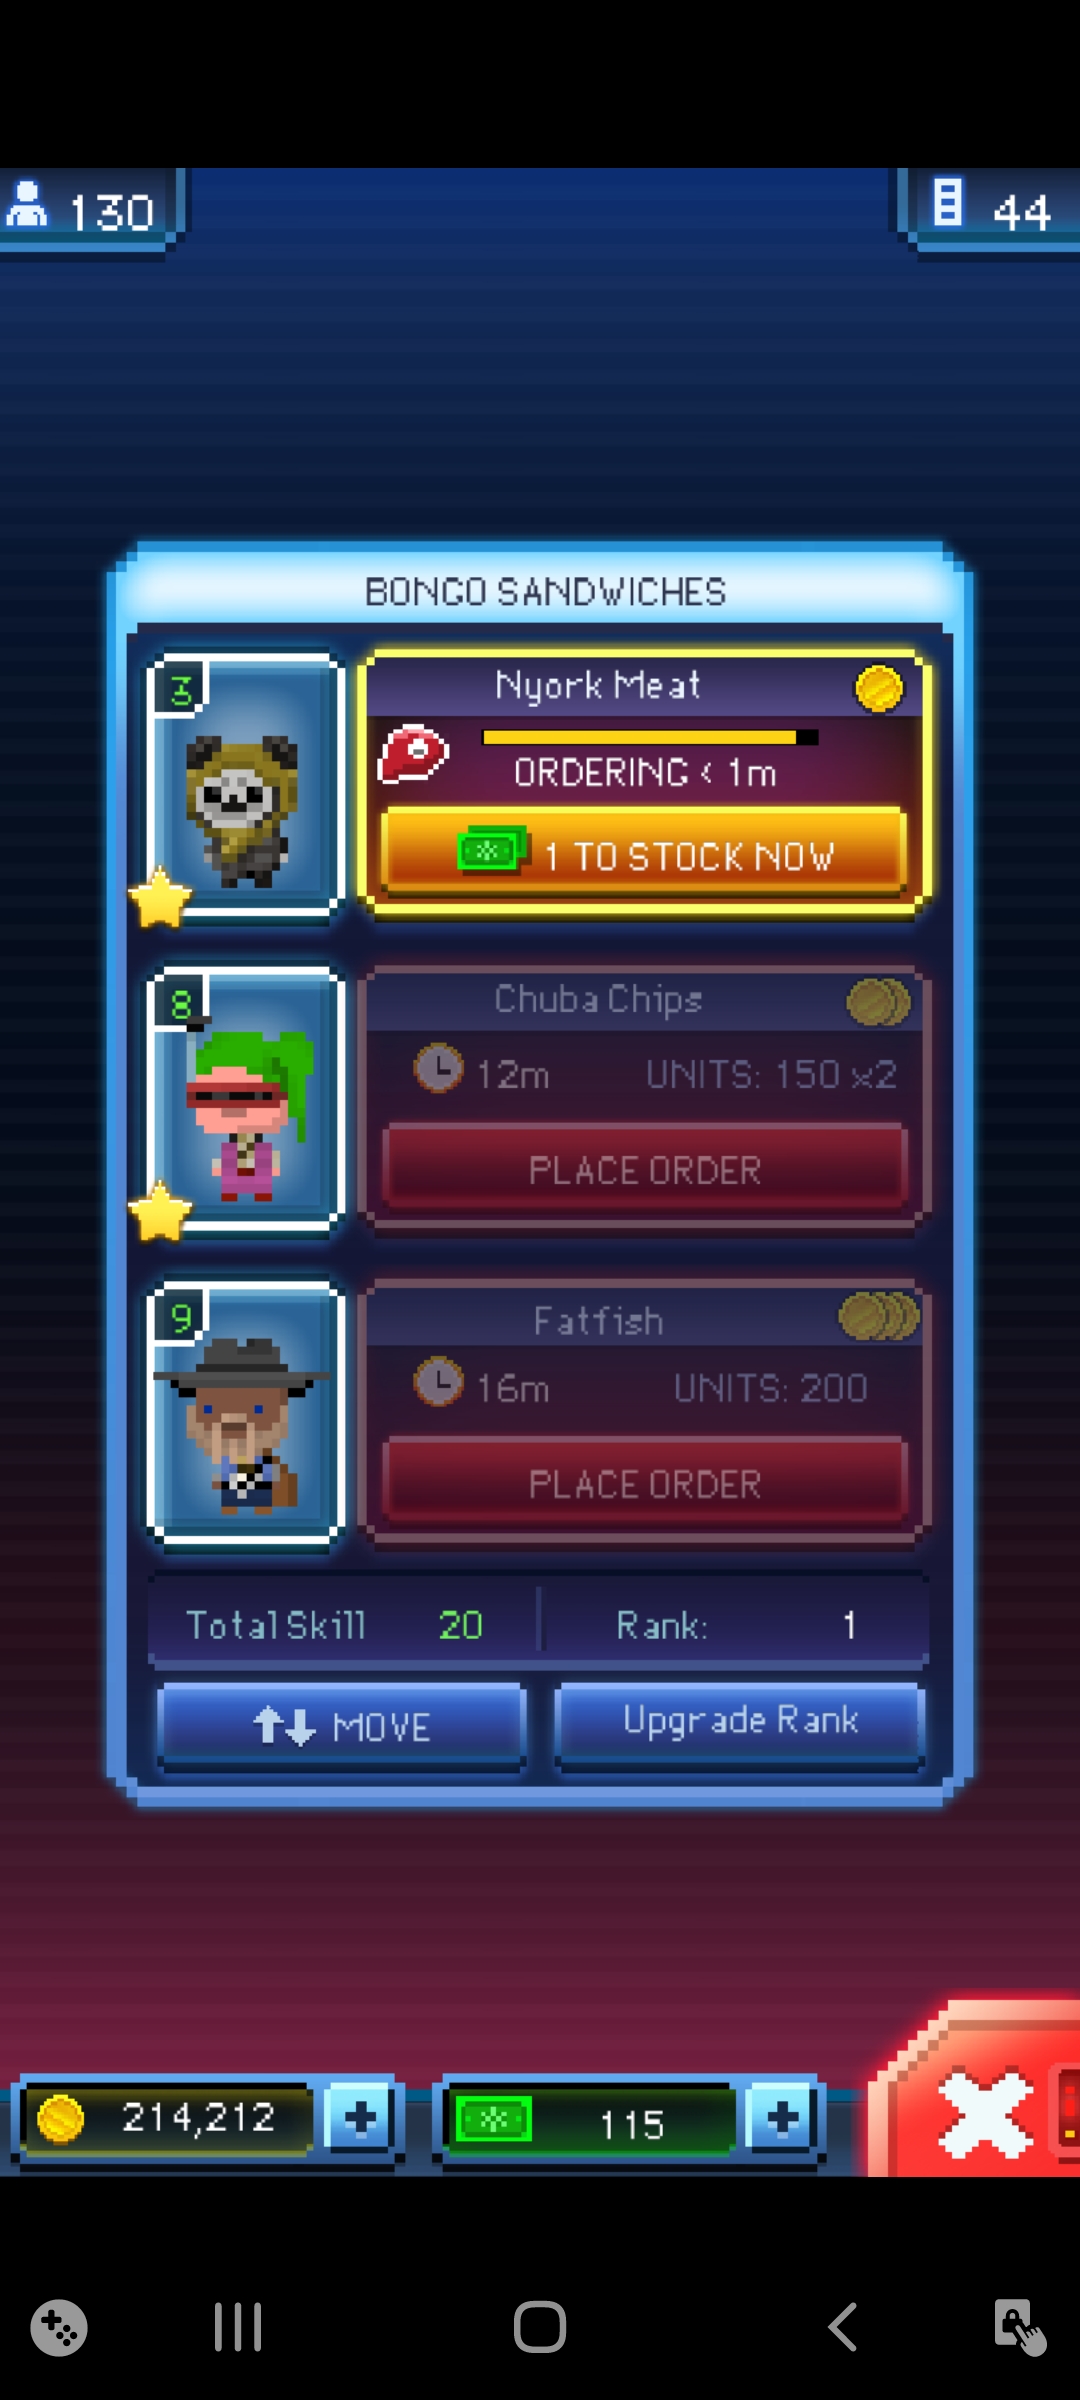 130
44
BONGO SANDWICHES
3
Nyork Meat
ORDERING < 1m
1 TO STOCK NOW
8
Chuba Chips
12m UNITS: 150 x2
PLACE ORDER
9
Fatfish
16m UNITS: 200
PLACE ORDER
Total Skill 20 Rank: 1
MOVE Upgrade Rank
214,212 115